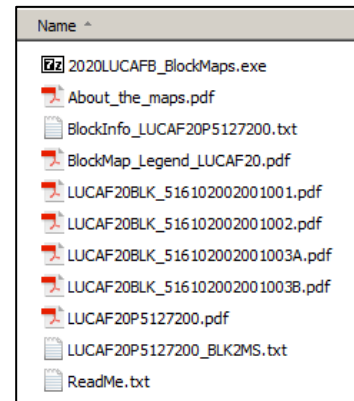 Name
7z 2020LUCAFB_BlockMaps.exe
About_the_maps.pdf
BlockInfo_LUCAF20P5127200.txt
BlockMap_Legend_LUCAF20.pdf
LUCAF20BLK_516102002001001.pdf
LUCAF20BLK_516102002001002.pdf
LUCAF20BLK_516102002001003A.pdf
LUCAF20BLK_516102002001003B.pdf
LUCAF20P5127200.pdf
LUCAF20P5127200_BLK2MS.txt
ReadMe.txt